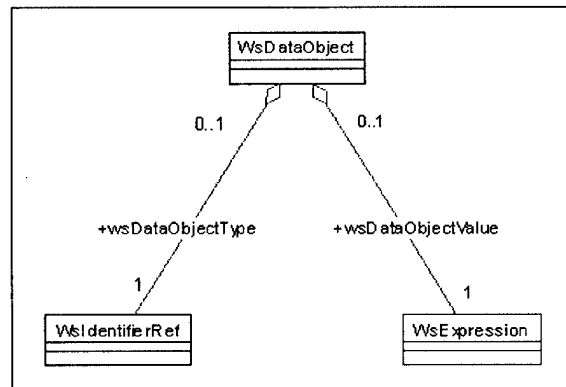 WsDataObject
0..1
0..1
+wsDataObjectType
+wsDataObjectValue
1
1
WsIdentifierRef
WsExpression